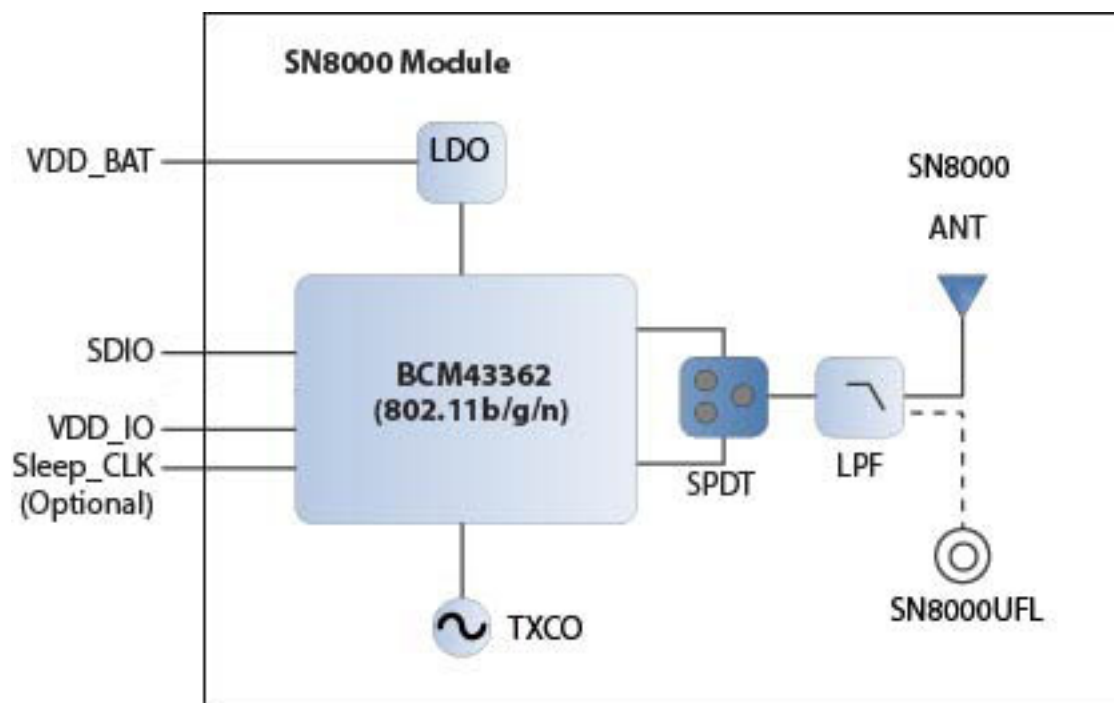 SN8000 Module
LDO
VDD_BAT
SN8000
ANT
SDIO
BCM43362
(802.11b/g/n)
VDD_IO
Sleep_CLK
(Optional)
SPDT
LPF
SN8000UFL
TXCO